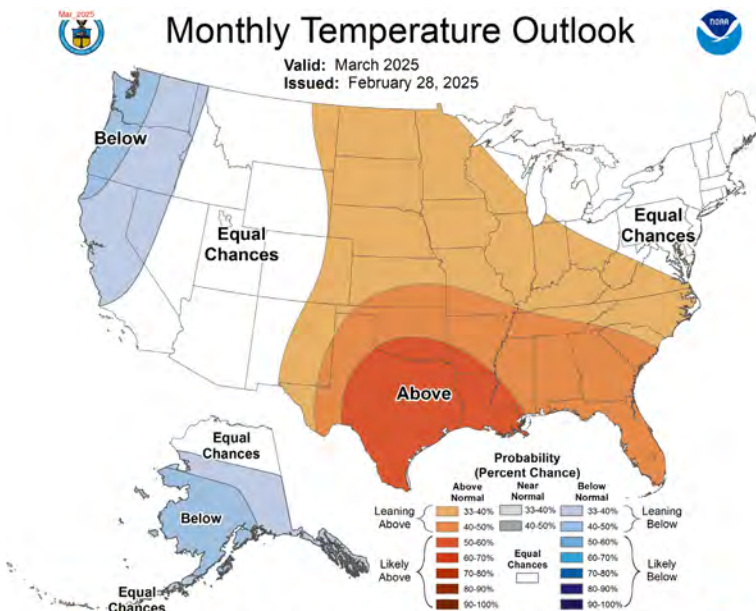 Mar_2025
Monthly Temperature Outlook
NOAA
Valid: March 2025
Issued: February 28, 2025
Below
Equal
Chances
Equal
Chances
Above
Equal
Chances
Below
Equal
Chances
Probability
(Percent Chance)
Above
Normal
Near
Normal
Below
Normal
Leaning
Above
33-40%
40-50%
33-40%
40-50%
33-40%
40-50%
Leaning
Below
Likely
Above
50-60%
60-70%
70-80%
80-90%
90-100%
Equal
Chances
50-60%
60-70%
70-80%
80-90%
90-100%
Likely
Below